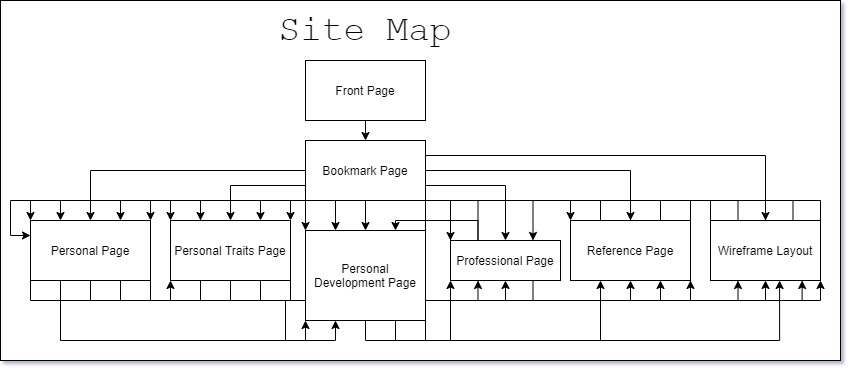 Site Map
Front Page
Bookmark Page
Personal Page
Personal Traits Page
Personal
Development Page
Professional Page
Reference Page
Wireframe Layout